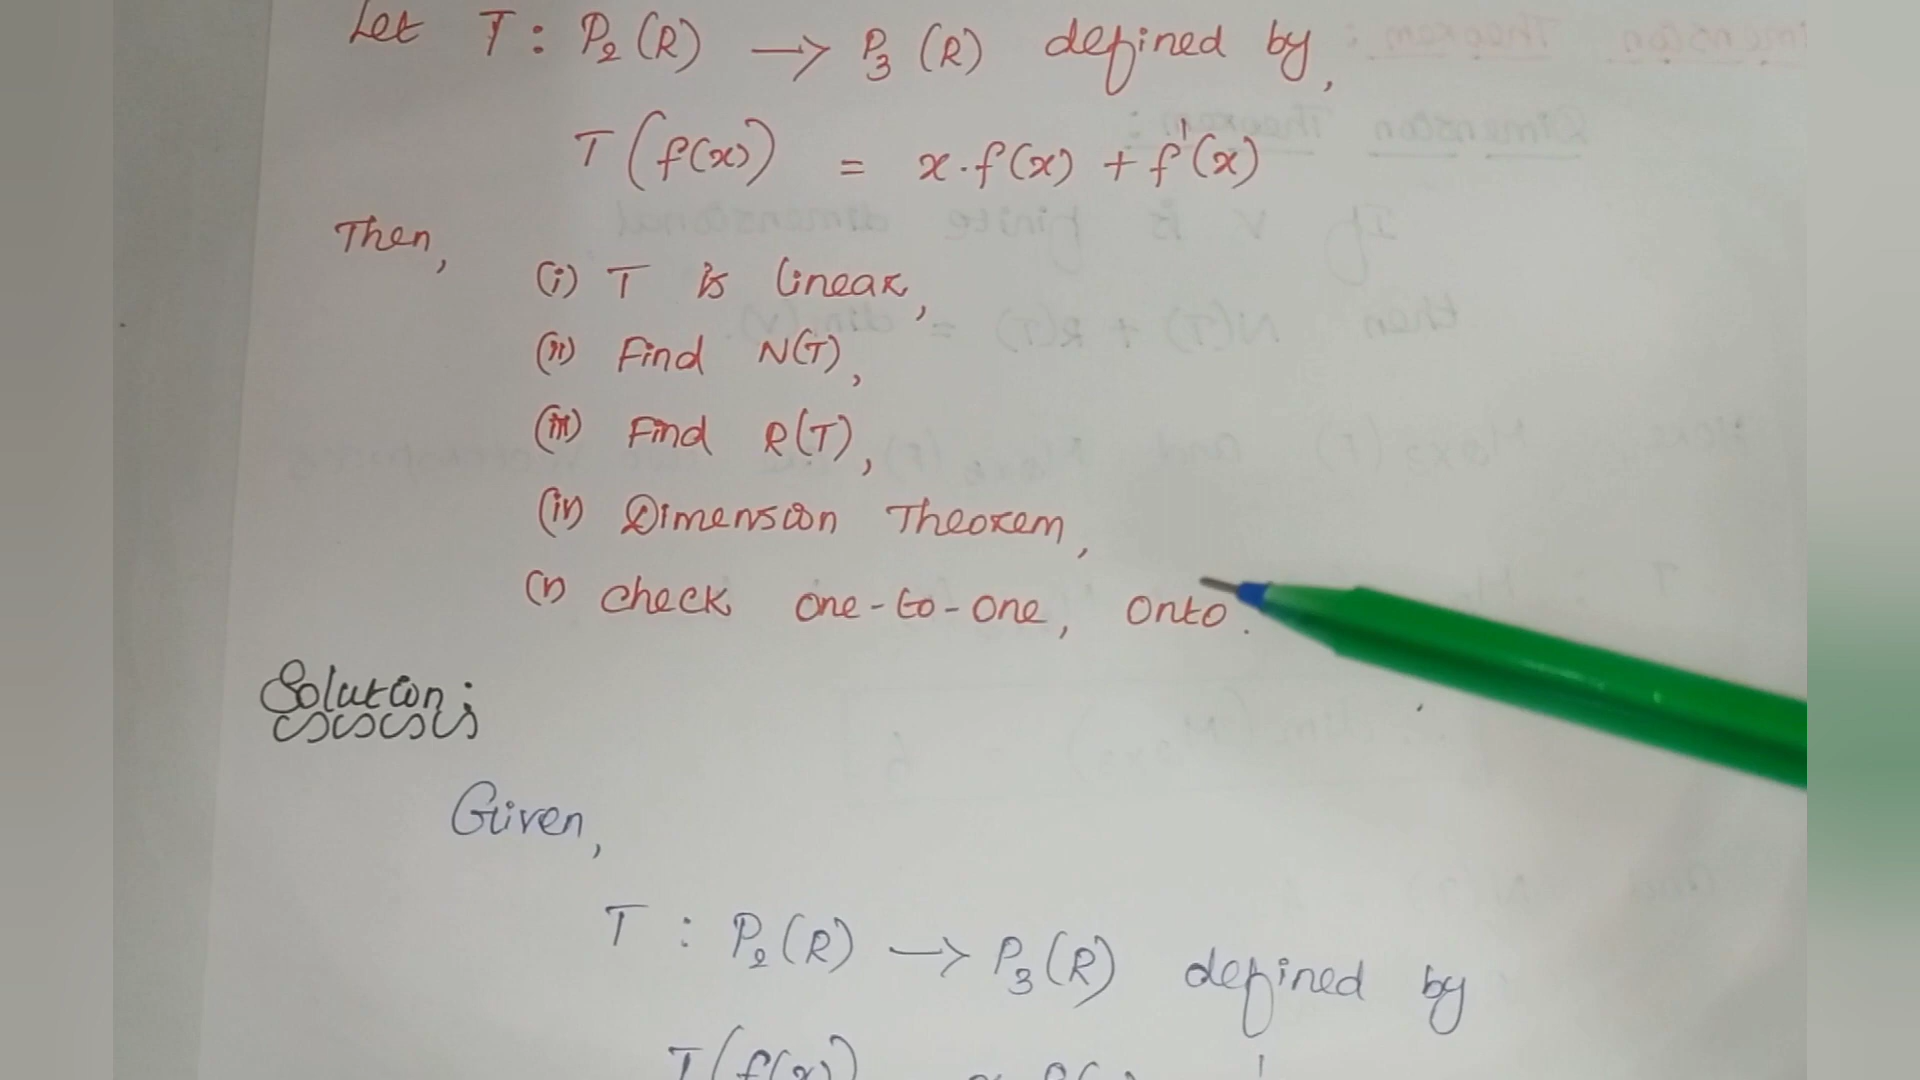 Let T : P₂(R) → P₃(R) defined by,
T(f(x)) = x.f(x) + f'(x)
Then,
(i) T is linear,
(ii) Find N(T),
(iii) Find R(T),
(iv) Dimension Theorem,
(v) check one-to-one, onto.
Solution:
Given,
T : P₂(R) → P₃(R) defined by
T(f(x))